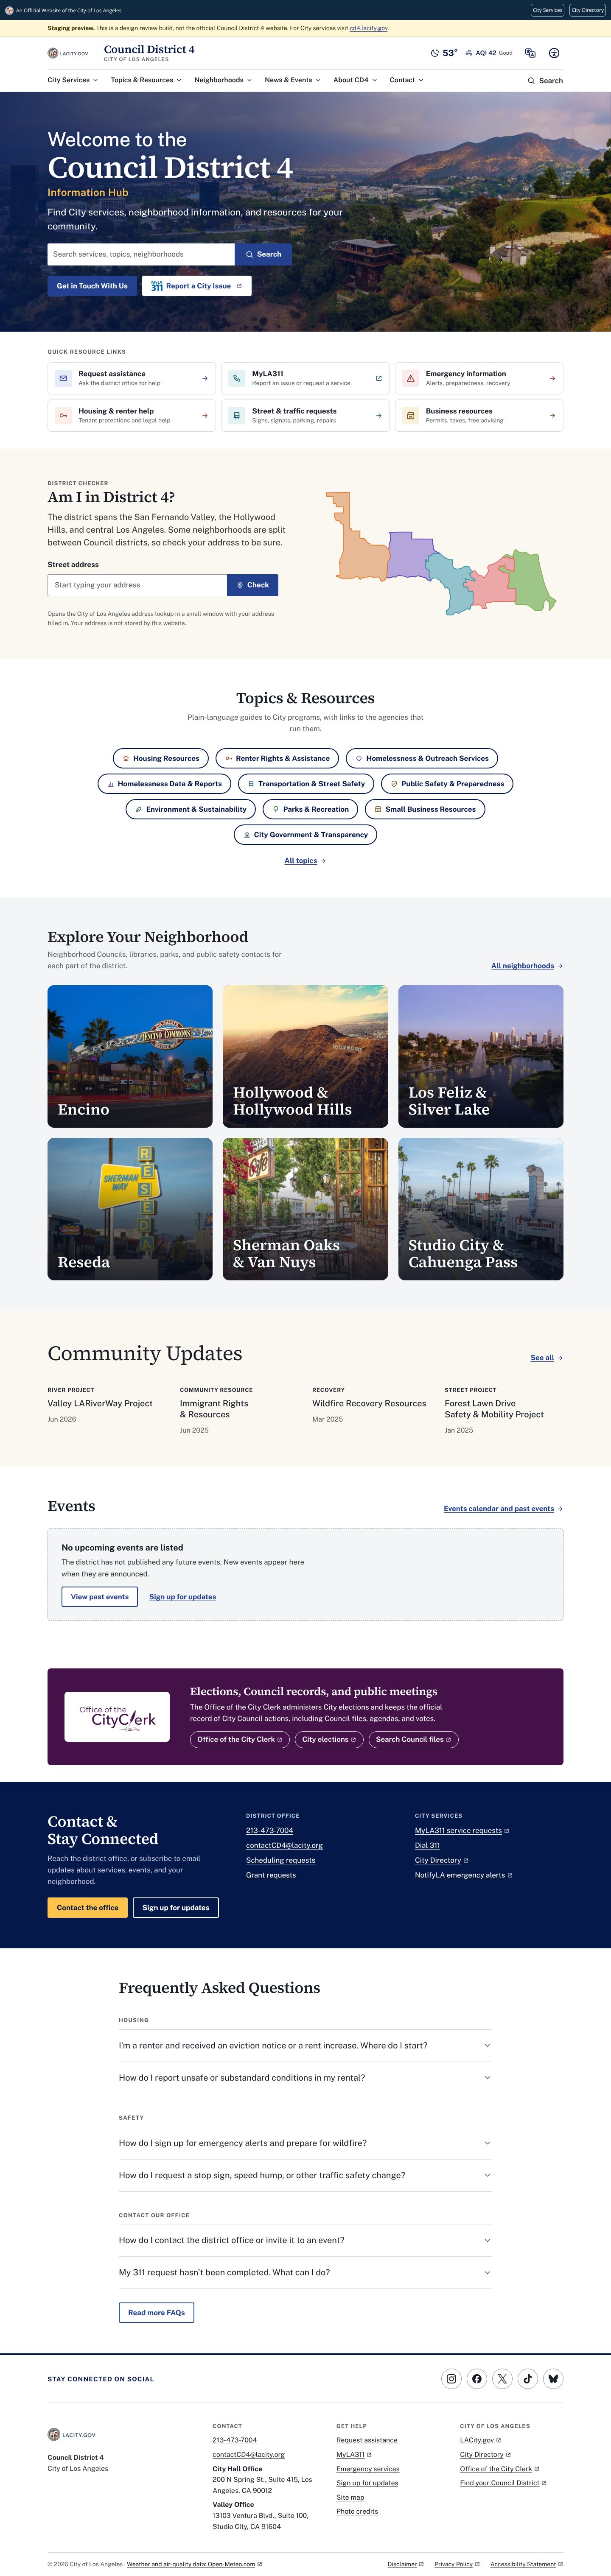 An Official Website of the City of Los Angeles
City Services
City Directory
Staging preview. This is a design review build, not the official Council District 4 website. For City services visit cd4.lacity.gov.
LACITY.GOV
Council District 4
CITY OF LOS ANGELES
53°
AQI 42 Good
City Services
Topics & Resources
Neighborhoods
News & Events
About CD4
Contact
Search
Welcome to the
Council District 4
Information Hub
Find City services, neighborhood information, and resources for your
community.
Search services, topics, neighborhoods
Search
Get in Touch With Us
311
Report a City Issue
QUICK RESOURCE LINKS
Request assistance
Ask the district office for help
MyLA311
Report an issue or request a service
Emergency information
Alerts, preparedness, recovery
Housing & renter help
Tenant protections and legal help
Street & traffic requests
Signs, signals, parking, repairs
Business resources
Permits, taxes, free advising
DISTRICT CHECKER
Am I in District 4?
The district spans the San Fernando Valley, the Hollywood
Hills, and central Los Angeles. Some neighborhoods are split
between Council districts, so check your address to be sure.
Street address
Start typing your address
Check
Opens the City of Los Angeles address lookup in a small window with your address
filled in. Your address is not stored by this website.
Topics & Resources
Plain-language guides to City programs, with links to the agencies that
run them.
Housing Resources
Renter Rights & Assistance
Homelessness & Outreach Services
Homelessness Data & Reports
Transportation & Street Safety
Public Safety & Preparedness
Environment & Sustainability
Parks & Recreation
Small Business Resources
City Government & Transparency
All topics
Explore Your Neighborhood
Neighborhood Councils, libraries, parks, and public safety contacts for
each part of the district.
All neighborhoods
ENCINO COMMONS
Encino
HOLLYWOOD
Hollywood &
Hollywood Hills
Los Feliz &
Silver Lake
SHERMAN WAY
RESEDA
Reseda
Sherman Oaks
& Van Nuys
Studio City &
Cahuenga Pass
Community Updates
See all
RIVER PROJECT
Valley LARiverWay Project
Jun 2026
COMMUNITY RESOURCE
Immigrant Rights
& Resources
Jun 2025
RECOVERY
Wildfire Recovery Resources
Mar 2025
STREET PROJECT
Forest Lawn Drive
Safety & Mobility Project
Jan 2025
Events
Events calendar and past events
No upcoming events are listed
The district has not published any future events. New events appear here
when they are announced.
View past events
Sign up for updates
Office of the
City Clerk
Elections, Council records, and public meetings
The Office of the City Clerk administers City elections and keeps the official
record of City Council actions, including Council files, agendas, and votes.
Office of the City Clerk
City elections
Search Council files
Contact &
Stay Connected
Reach the district office, or subscribe to email
updates about services, events, and your
neighborhood.
Contact the office
Sign up for updates
DISTRICT OFFICE
213-473-7004
contactCD4@lacity.org
Scheduling requests
Grant requests
CITY SERVICES
MyLA311 service requests
Dial 311
City Directory
NotifyLA emergency alerts
Frequently Asked Questions
HOUSING
I'm a renter and received an eviction notice or a rent increase. Where do I start?
How do I report unsafe or substandard conditions in my rental?
SAFETY
How do I sign up for emergency alerts and prepare for wildfire?
How do I request a stop sign, speed hump, or other traffic safety change?
CONTACT OUR OFFICE
How do I contact the district office or invite it to an event?
My 311 request hasn't been completed. What can I do?
Read more FAQs
STAY CONNECTED ON SOCIAL
LACITY.GOV
Council District 4
City of Los Angeles
CONTACT
213-473-7004
contactCD4@lacity.org
City Hall Office
200 N Spring St., Suite 415, Los
Angeles, CA 90012
Valley Office
13103 Ventura Blvd., Suite 100,
Studio City, CA 91604
GET HELP
Request assistance
MyLA311
Emergency services
Sign up for updates
Site map
Photo credits
CITY OF LOS ANGELES
LACity.gov
City Directory
Office of the City Clerk
Find your Council District
© 2026 City of Los Angeles · Weather and air-quality data: Open-Meteo.com
Disclaimer
Privacy Policy
Accessibility Statement